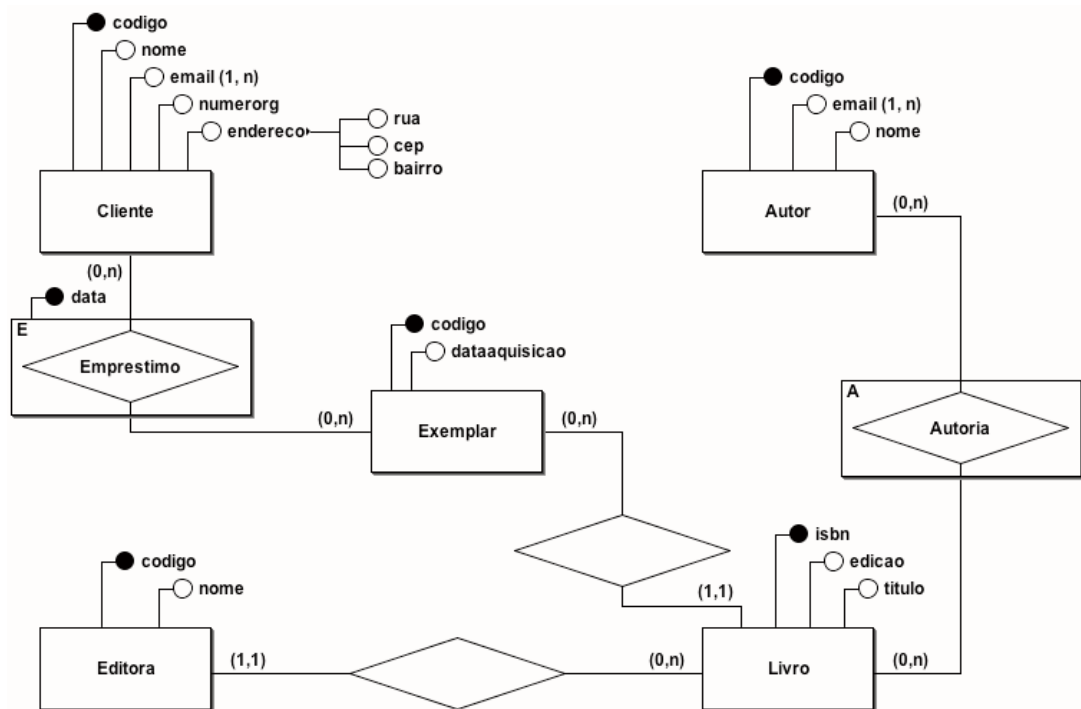 codigo
nome
email (1, n)
numerorg
endereco
rua
cep
bairro
Cliente
(0,n)
data
E
Emprestimo
(0,n)
codigo
dataaquisicao
Exemplar
(0,n)
codigo
email (1, n)
nome
Autor
(0,n)
A
Autoria
(0,n)
isbn
edicao
titulo
(1,1)
Livro
(0,n)
codigo
nome
Editora
(1,1)